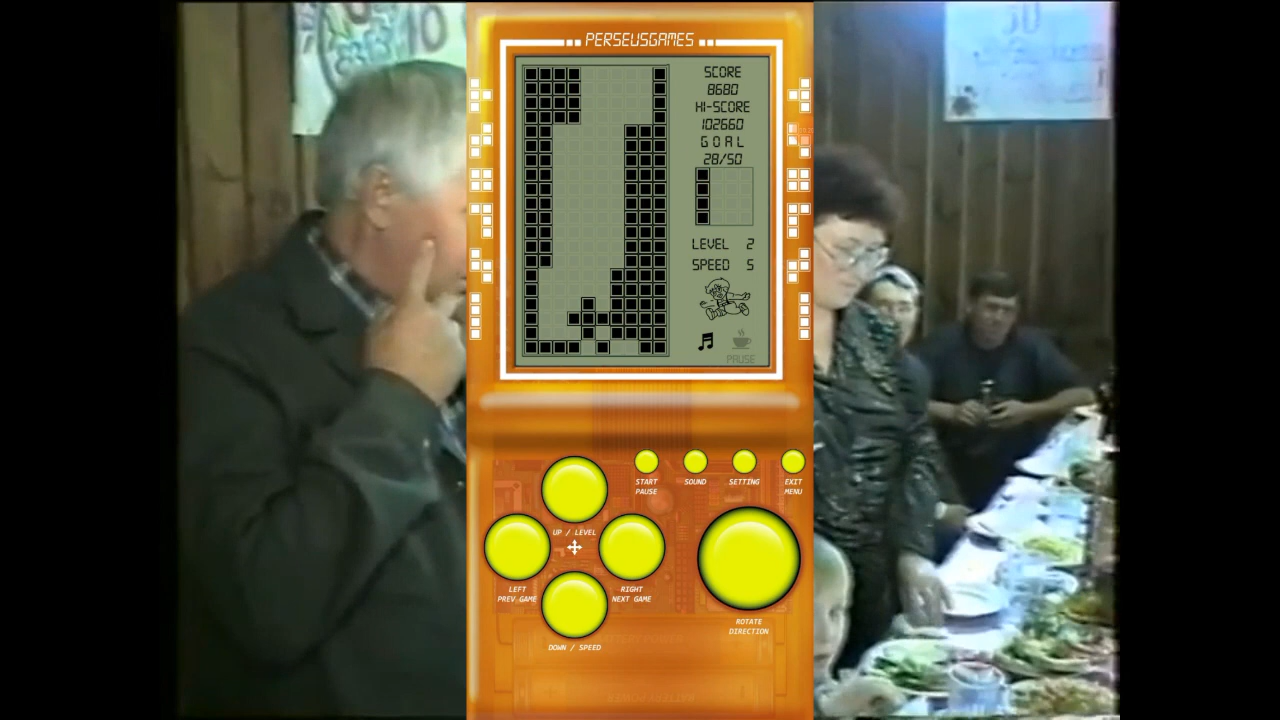 PERSEUSGAMES
SCORE
8680
HI-SCORE
102660
GOAL
28/50
LEVEL 2
SPEED 5
PAUSE
START
PAUSE
SOUND
SETTING
EXIT
MENU
UP / LEVEL
LEFT
PREV GAME
RIGHT
NEXT GAME
DOWN / SPEED
ROTATE
DIRECTION
10